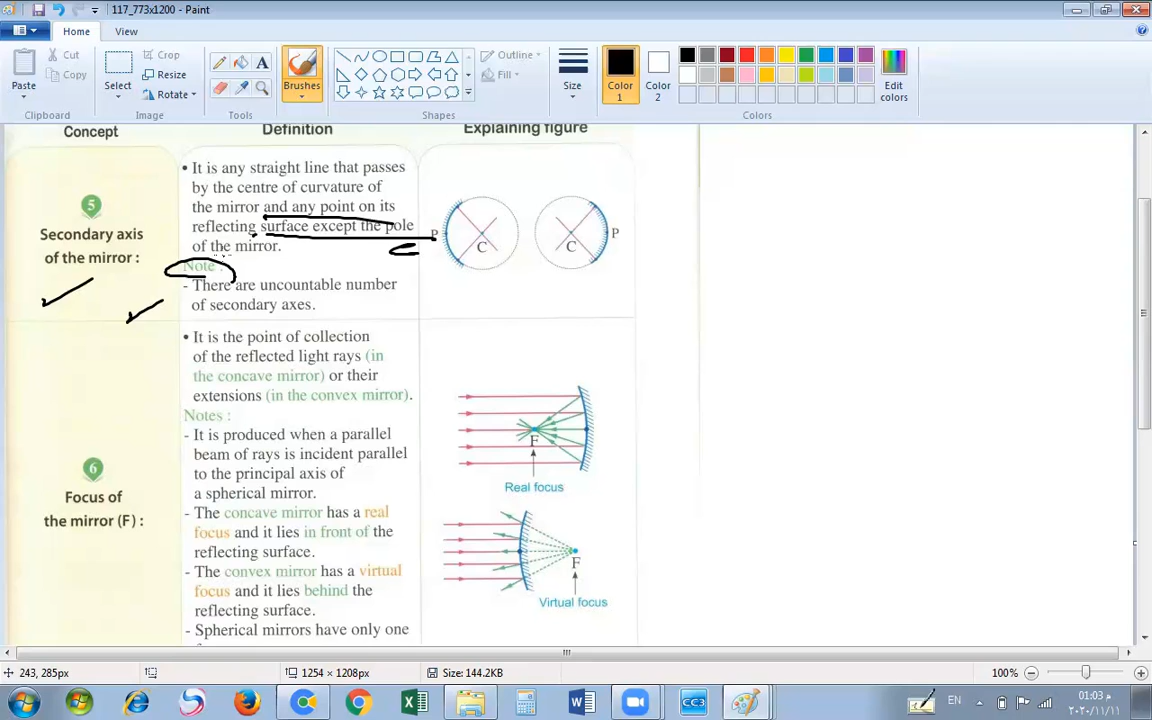 117_773x1200 - Paint
Home
View
Paste
Cut
Copy
Select
Crop
Resize
Rotate
A
Brushes
Outline
Fill
Size
Color
1
Color
2
Edit
colors
Clipboard
Image
Tools
Shapes
Colors
Concept
Definition
Explaining figure
5
Secondary axis
of the mirror :
• It is any straight line that passes
by the centre of curvature of
the mirror and any point on its
reflecting surface except the pole
of the mirror.
Note :
- There are uncountable number
of secondary axes.
P
C
C
P
6
Focus of
the mirror (F) :
• It is the point of collection
of the reflected light rays (in
the concave mirror) or their
extensions (in the convex mirror).
Notes :
- It is produced when a parallel
beam of rays is incident parallel
to the principal axis of
a spherical mirror.
- The concave mirror has a real
focus and it lies in front of the
reflecting surface.
- The convex mirror has a virtual
focus and it lies behind the
reflecting surface.
- Spherical mirrors have only one
F
Real focus
F
Virtual focus
243, 285px
1254 × 1208px
Size: 144.2KB
100%
CC3
EN
01:03 م
٢٠٢٠/١١/١١